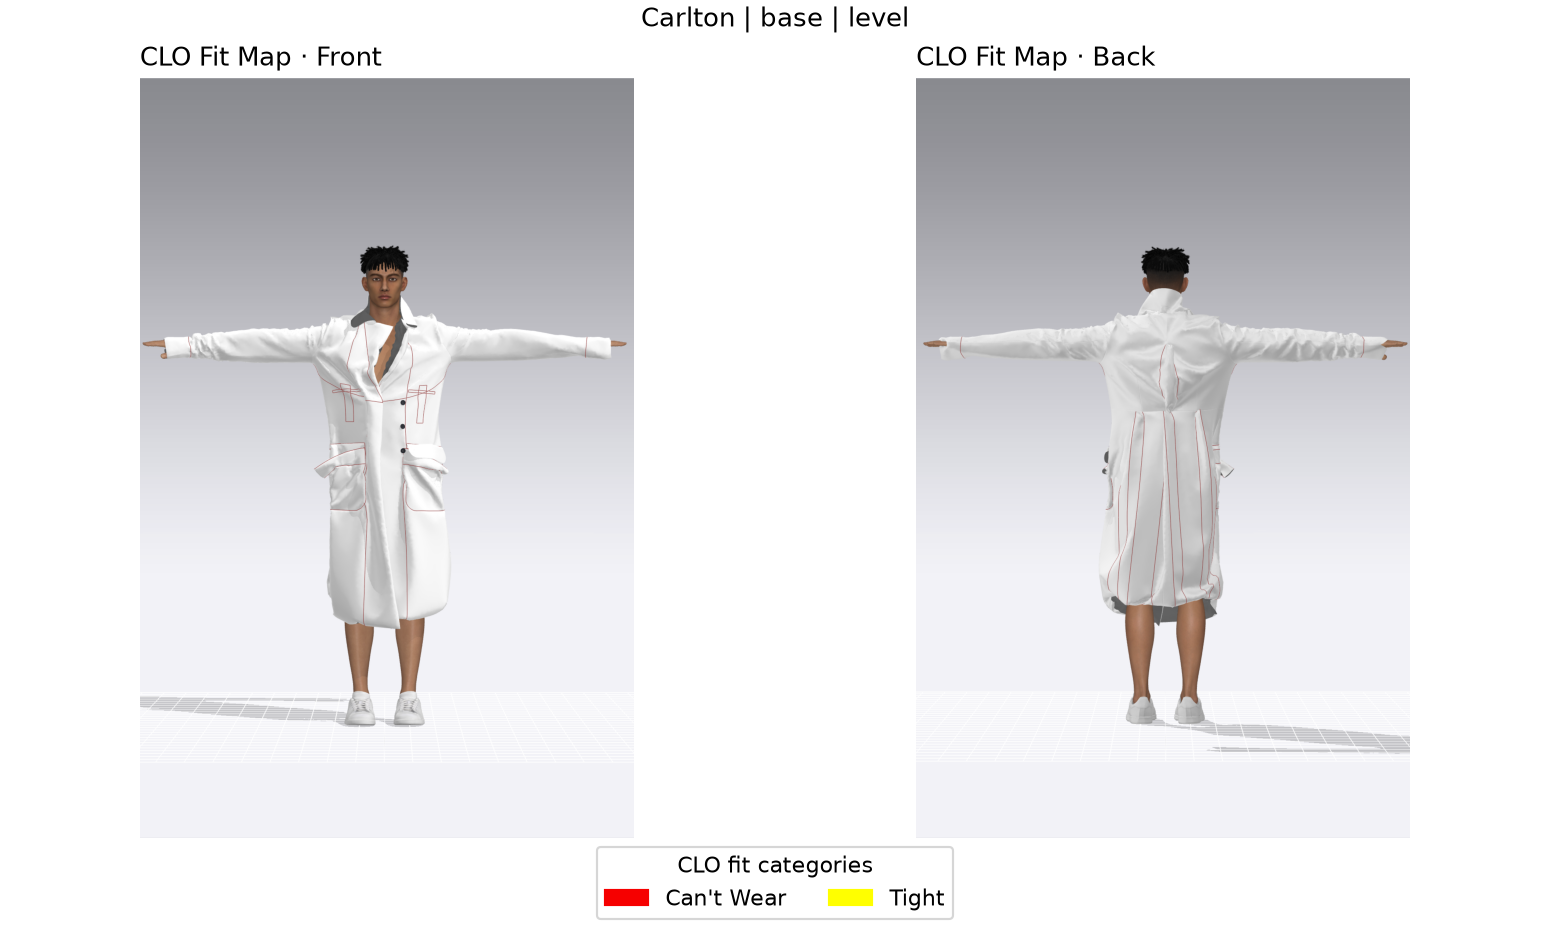 Carlton | base | level
CLO Fit Map · Front
CLO Fit Map · Back
CLO fit categories
Can't Wear
Tight